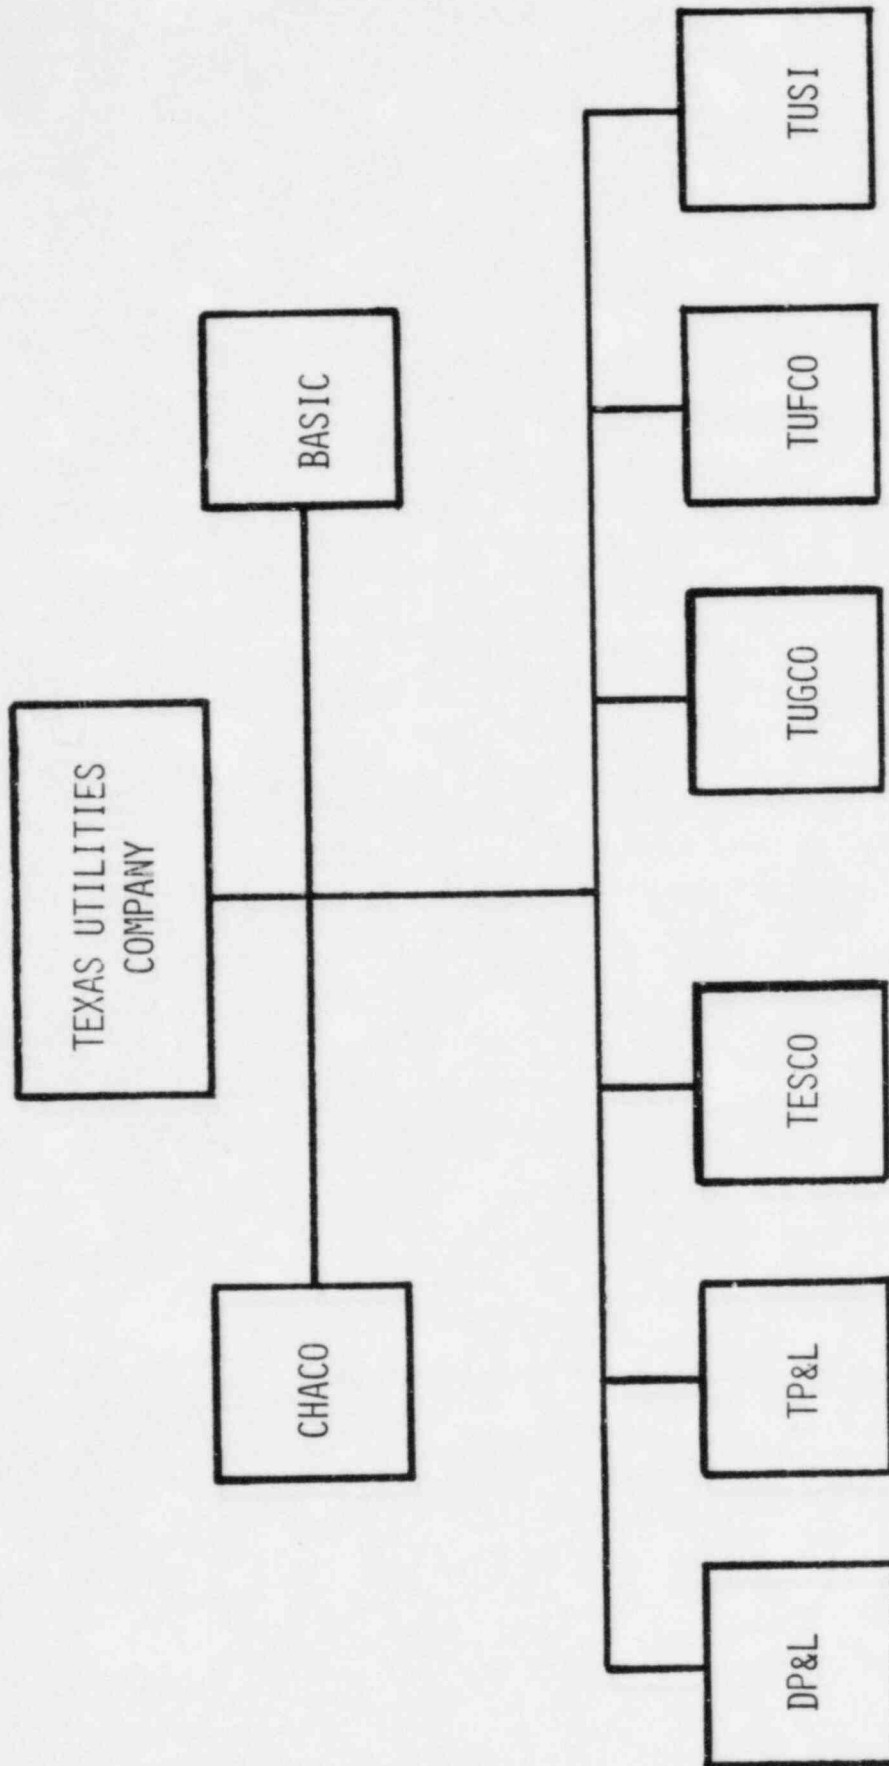 TEXAS UTILITIES
COMPANY
CHACO
BASIC
DP&L
TP&L
TESCO
TUGCO
TUFCO
TUSI